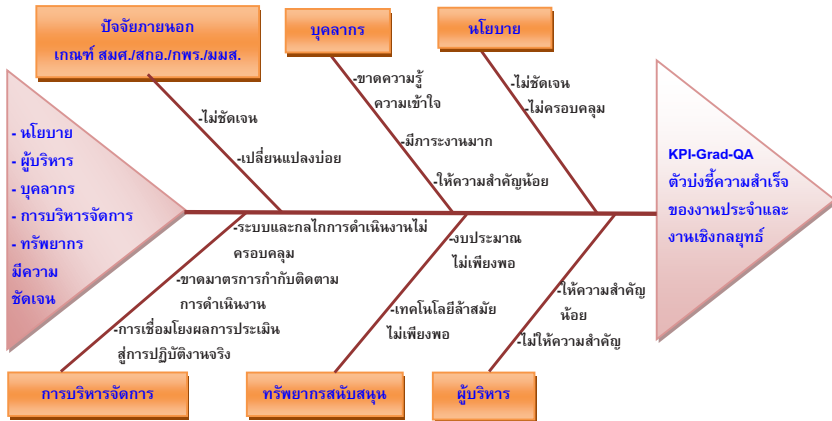 ปัจจัยภายนอก
เกณฑ์ สมศ./สกอ./กพร./มมส.
บุคลากร
นโยบาย
-ไม่ชัดเจน
-เปลี่ยนแปลงบ่อย
-ขาดความรู้
ความเข้าใจ
-มีภาระงานมาก
-ให้ความสำคัญน้อย
-ไม่ชัดเจน
-ไม่ครอบคลุม
- นโยบาย
- ผู้บริหาร
- บุคลากร
- การบริหารจัดการ
- ทรัพยากร
มีความ
ชัดเจน
KPI-Grad-QA
ตัวบ่งชี้ความสำเร็จ
ของงานประจำและ
งานเชิงกลยุทธ์
-ระบบและกลไกการดำเนินงานไม่
ครอบคลุม
-ขาดมาตรการกำกับติดตาม
การดำเนินงาน
-การเชื่อมโยงผลการประเมิน
สู่การปฏิบัติงานจริง
-งบประมาณ
ไม่เพียงพอ
-เทคโนโลยีล้าสมัย
ไม่เพียงพอ
-ให้ความสำคัญ
น้อย
-ไม่ให้ความสำคัญ
การบริหารจัดการ
ทรัพยากรสนับสนุน
ผู้บริหาร